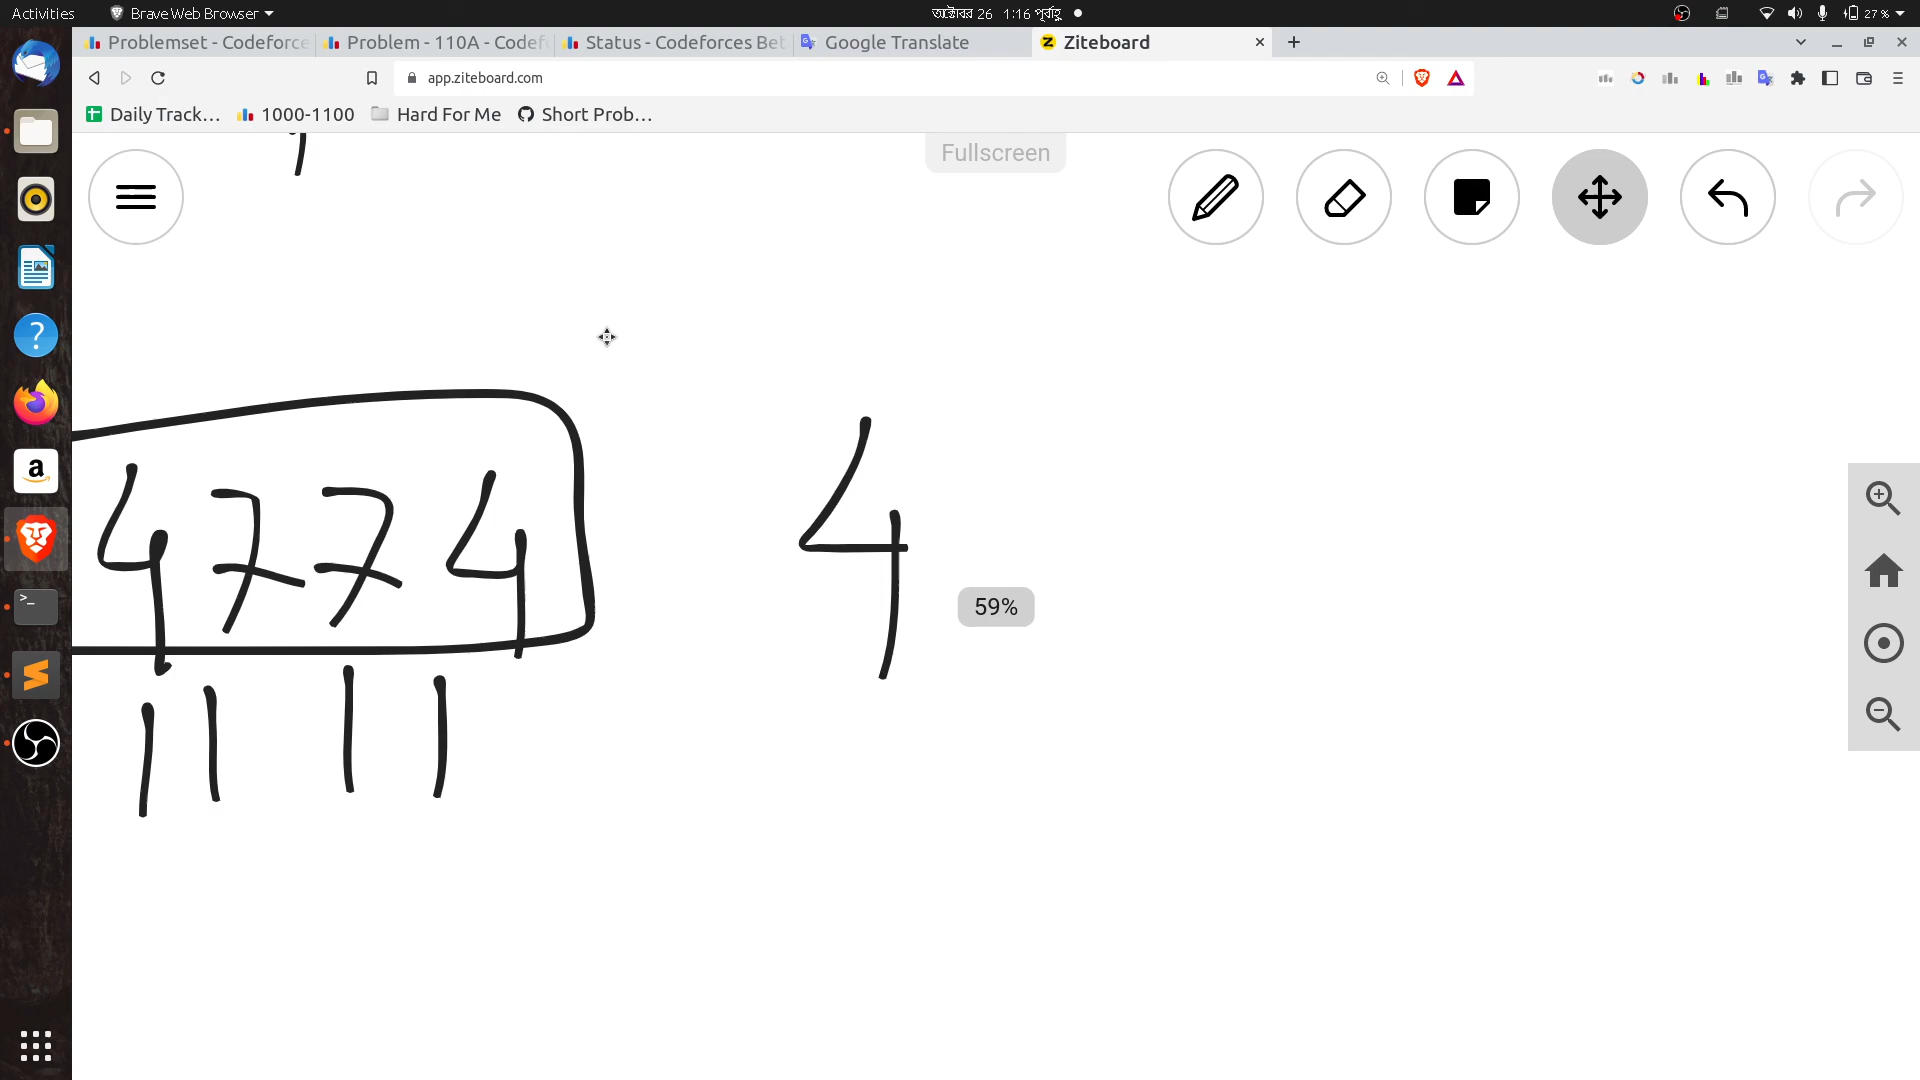 Activities
Brave Web Browser
অক্টোবর 26 1:16 পূর্বাহ্ণ
27 %
Problemset - Codeforce
Problem - 110A - Codef
Status - Codeforces Bet
Google Translate
Ziteboard
app.ziteboard.com
Daily Track...
1000-1100
Hard For Me
Short Prob...
Fullscreen
4774
4
59%
1111